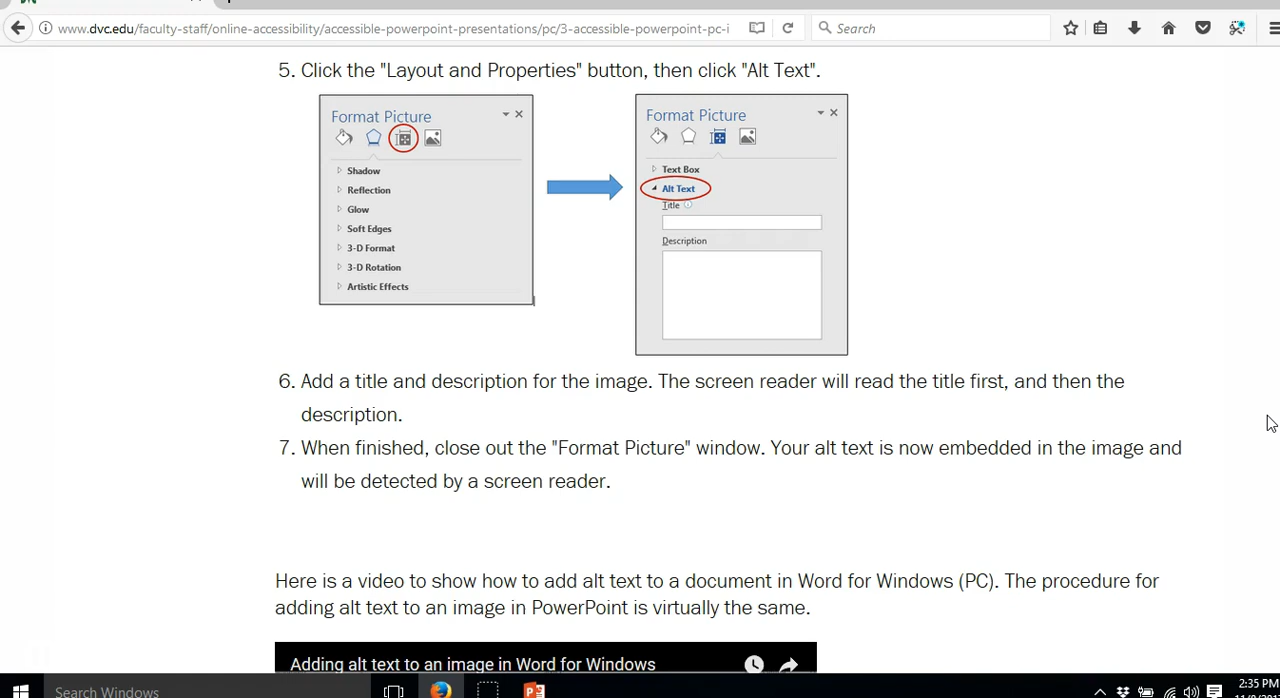 www.dvc.edu/faculty-staff/online-accessibility/accessible-powerpoint-presentations/pc/3-accessible-powerpoint-pc-i
Search
5. Click the "Layout and Properties" button, then click "Alt Text".
Format Picture
Shadow
Reflection
Glow
Soft Edges
3-D Format
3-D Rotation
Artistic Effects
Format Picture
Text Box
Alt Text
Title
Description
6. Add a title and description for the image. The screen reader will read the title first, and then the
description.
7. When finished, close out the "Format Picture" window. Your alt text is now embedded in the image and
will be detected by a screen reader.
Here is a video to show how to add alt text to a document in Word for Windows (PC). The procedure for
adding alt text to an image in PowerPoint is virtually the same.
Adding alt text to an image in Word for Windows
Search Windows
2:35 PM